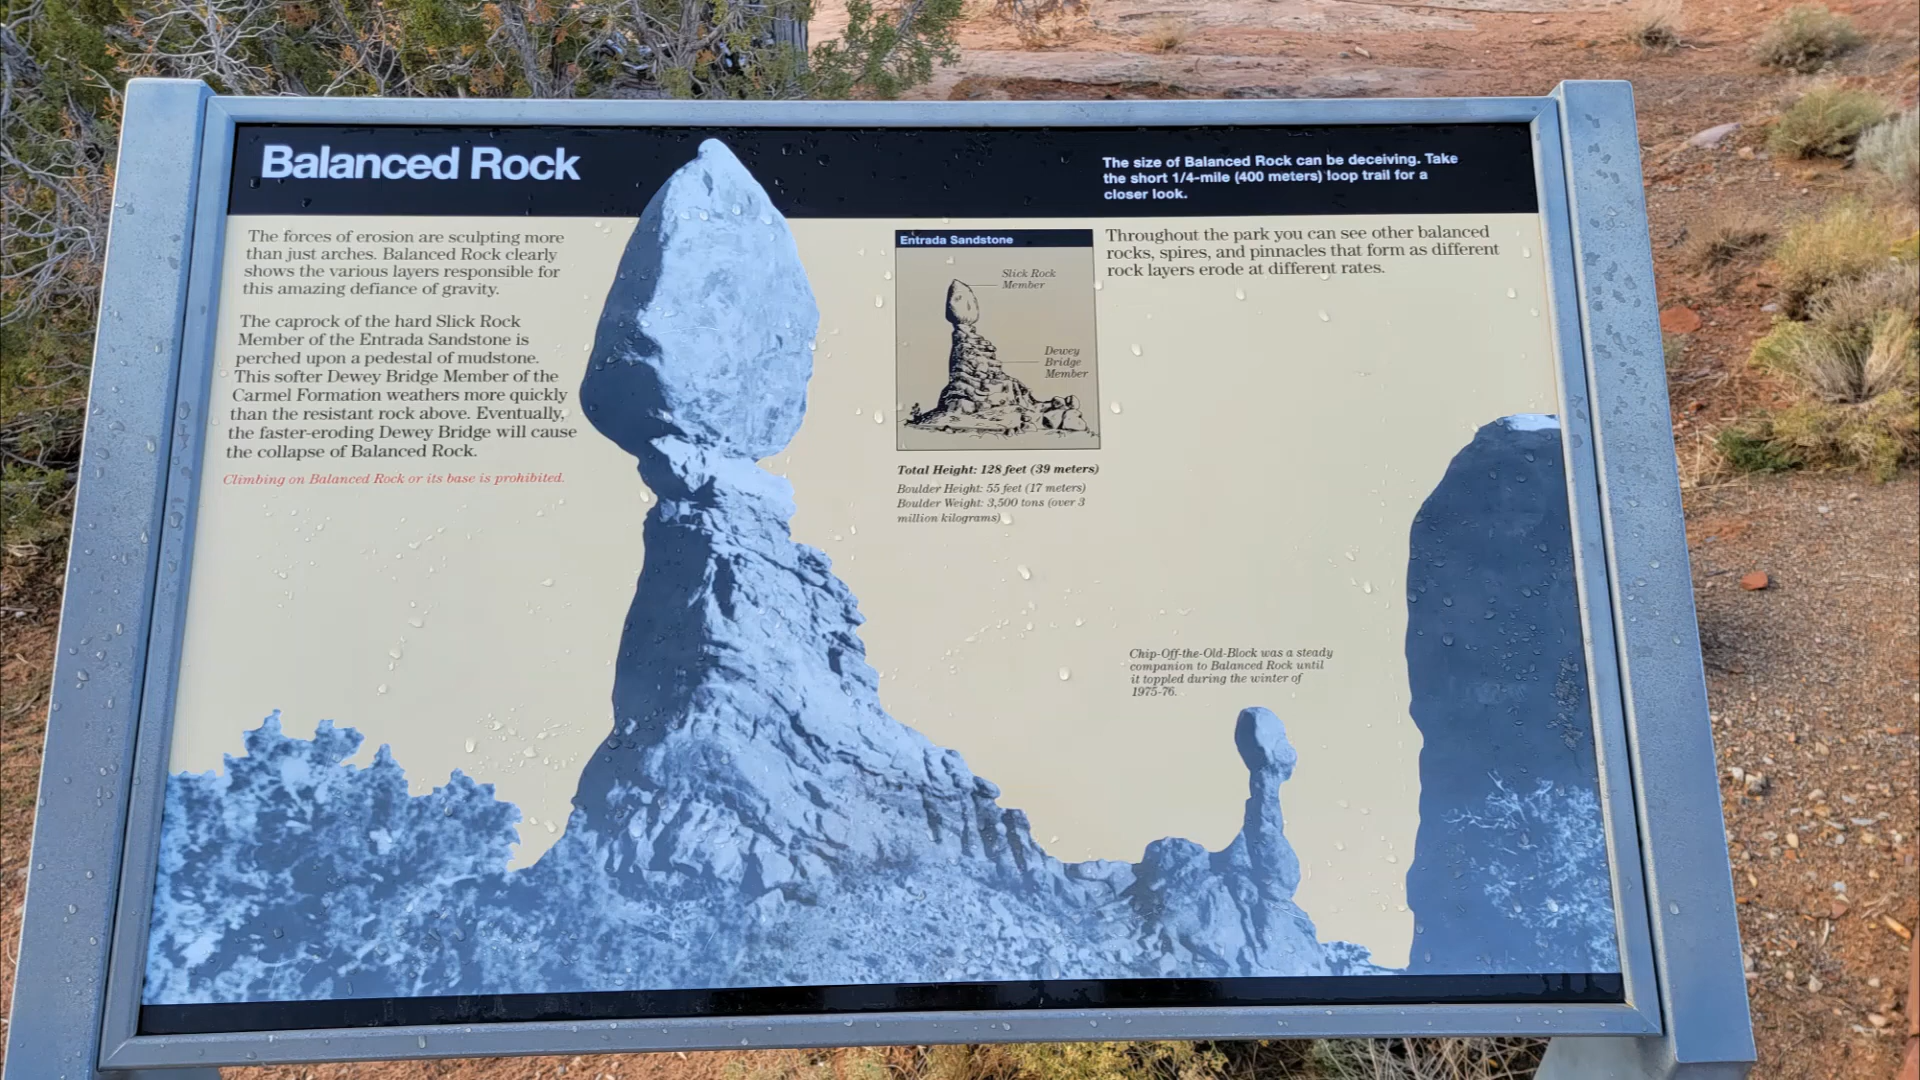 Balanced Rock
The size of Balanced Rock can be deceiving. Take
the short 1/4-mile (400 meters) loop trail for a
closer look.
The forces of erosion are sculpting more
than just arches. Balanced Rock clearly
shows the various layers responsible for
this amazing defiance of gravity.
The caprock of the hard Slick Rock
Member of the Entrada Sandstone is
perched upon a pedestal of mudstone.
This softer Dewey Bridge Member of the
Carmel Formation weathers more quickly
than the resistant rock above. Eventually,
the faster-eroding Dewey Bridge will cause
the collapse of Balanced Rock.
Climbing on Balanced Rock or its base is prohibited.
Entrada Sandstone
Slick Rock
Member
Dewey
Bridge
Member
Total Height: 128 feet (39 meters)
Boulder Height: 55 feet (17 meters)
Boulder Weight: 3,500 tons (over 3
million kilograms)
Throughout the park you can see other balanced
rocks, spires, and pinnacles that form as different
rock layers erode at different rates.
Chip-Off-the-Old-Block was a steady
companion to Balanced Rock until
it toppled during the winter of
1975-76.